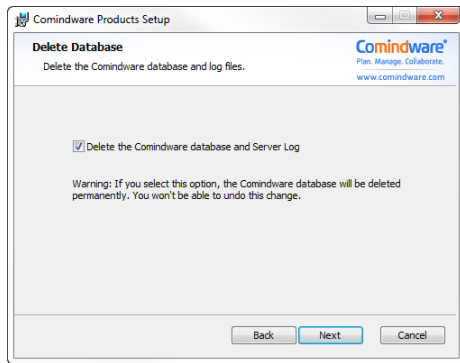 Comindware Products Setup
Delete Database
Delete the Comindware database and log files.
Comindware®
Plan. Manage. Collaborate.
www.comindware.com
Delete the Comindware database and Server Log
Warning: If you select this option, the Comindware database will be deleted
permanently. You won't be able to undo this change.
Back
Next
Cancel